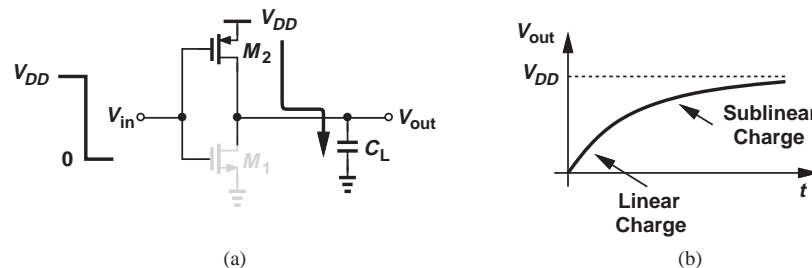 V_DD
M_2
V_DD
V_in
V_out
0
M_1
C_L
(a)
V_out
V_DD
Sublinear
Charge
Linear
Charge
t
(b)